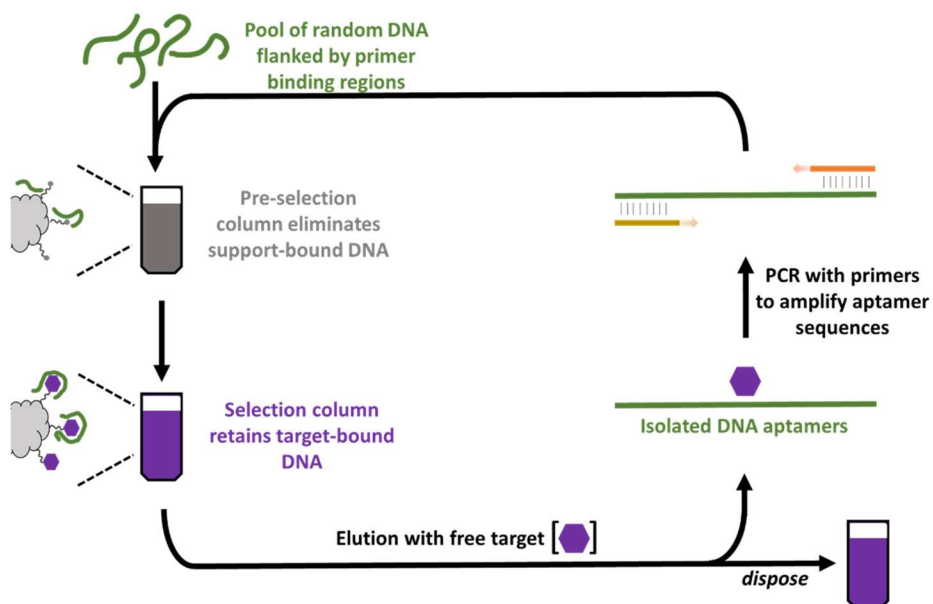 Pool of random DNA
flanked by primer
binding regions
Pre-selection
column eliminates
support-bound DNA
PCR with primers
to amplify aptamer
sequences
Selection column
retains target-bound
DNA
Isolated DNA aptamers
Elution with free target [ ]
dispose